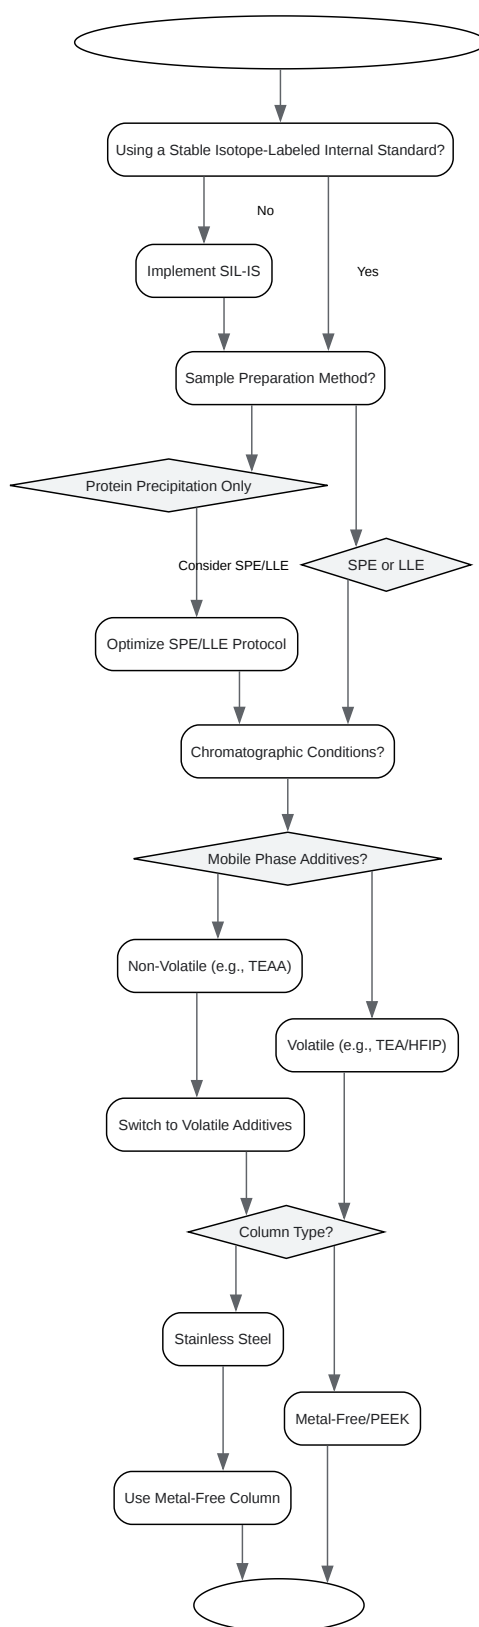 Using a Stable Isotope-Labeled Internal Standard?
No
Implement SIL-IS
Yes
Sample Preparation Method?
Protein Precipitation Only
Consider SPE/LLE
SPE or LLE
Optimize SPE/LLE Protocol
Chromatographic Conditions?
Mobile Phase Additives?
Non-Volatile (e.g., TEAA)
Volatile (e.g., TEA/HFIP)
Switch to Volatile Additives
Column Type?
Stainless Steel
Metal-Free/PEEK
Use Metal-Free Column